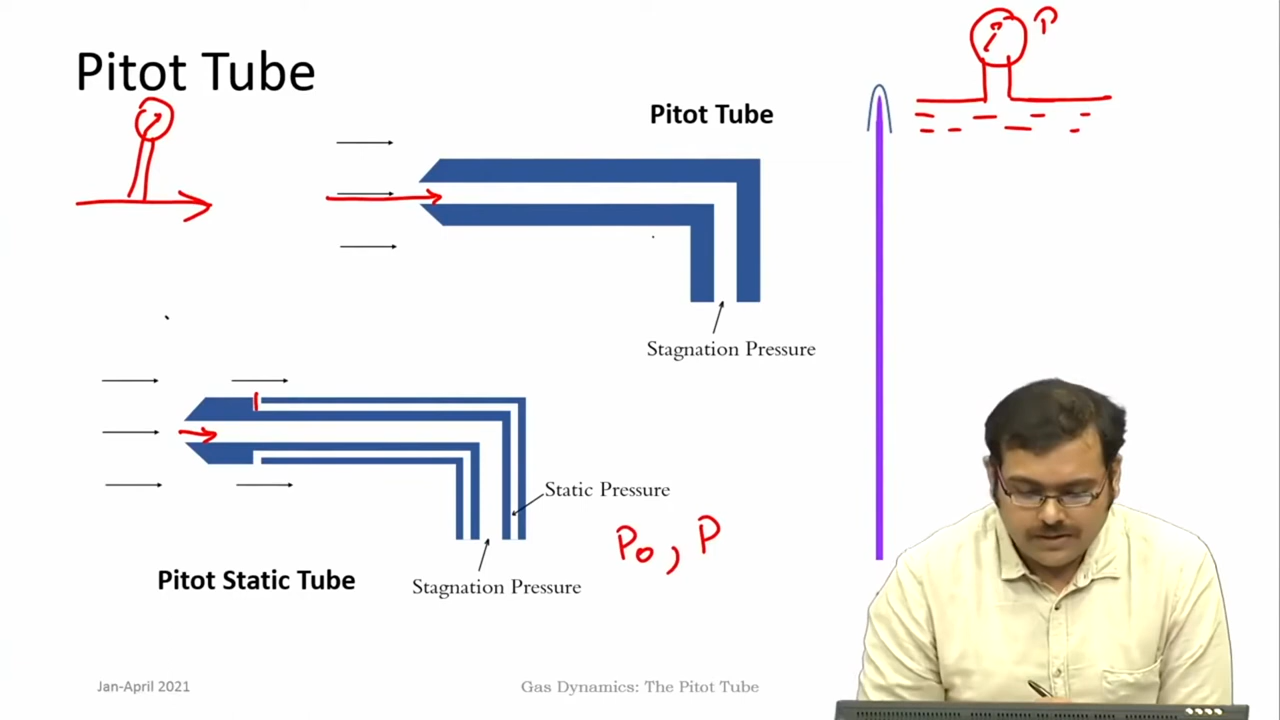 Pitot Tube
P
Pitot Tube
Stagnation Pressure
Static Pressure
P₀, P
Pitot Static Tube
Stagnation Pressure
Jan-April 2021
Gas Dynamics: The Pitot Tube